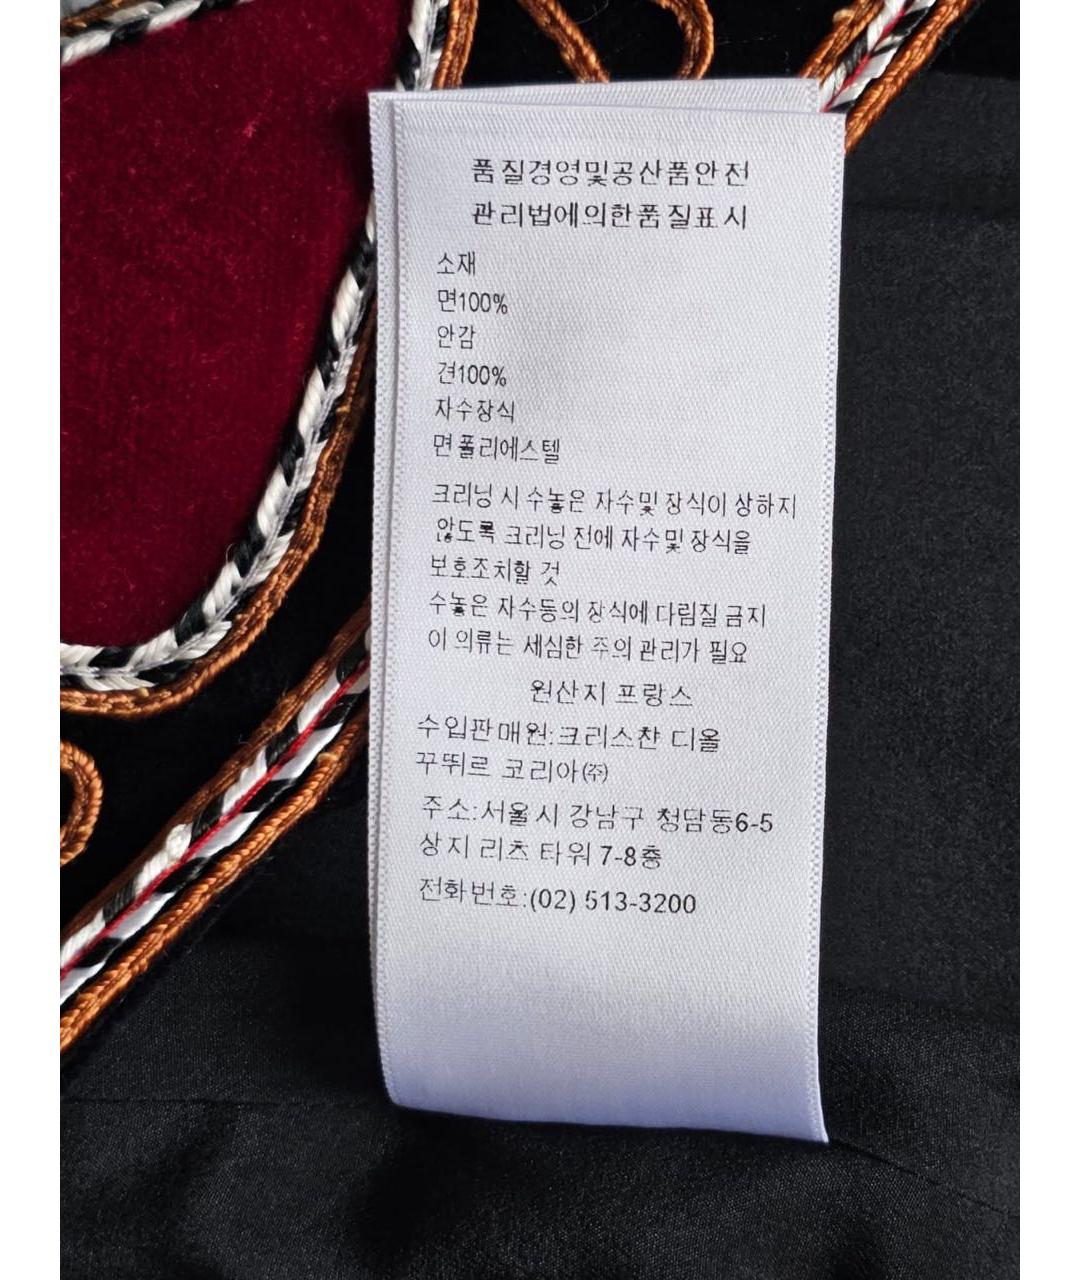 품질경영및공산품안전
관리법에의한품질표시
소재
면100%
안감
견100%
자수장식
면 폴리에스텔
크리닝 시 수놓은 자수및 장식이 상하지
않도록 크리닝 전에 자수및 장식을
보호조치할 것
수놓은 자수등의 장식에 다림질 금지
이 의류는 세심한 주의 관리가 필요
원산지 프랑스
수입판매원:크리스챤 디올
꾸뛰르 코리아㈜
주소:서울시 강남구 청담동6-5
상지 리츠 타워 7-8층
전화번호:(02) 513-3200